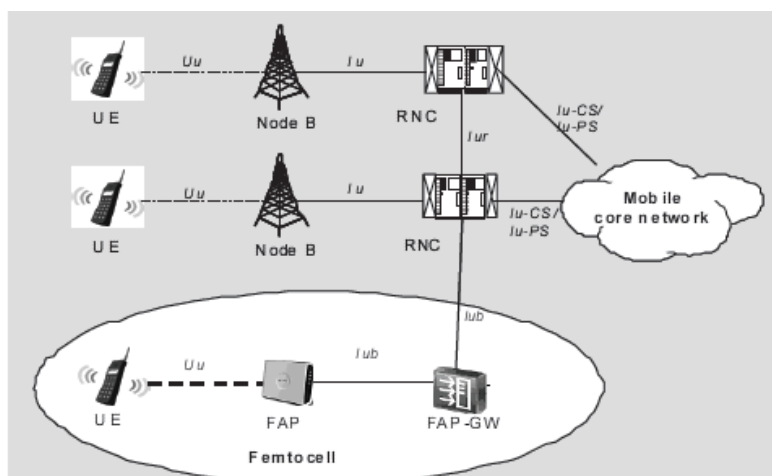 Uu
Iu
UE
Node B
RNC
Iu-CS/
Iu-PS
Iur
Uu
Iu
UE
Node B
RNC
Iu-CS/
Iu-PS
Mobile
core network
Iub
Uu
Iub
UE
FAP
FAP-GW
Femtocell